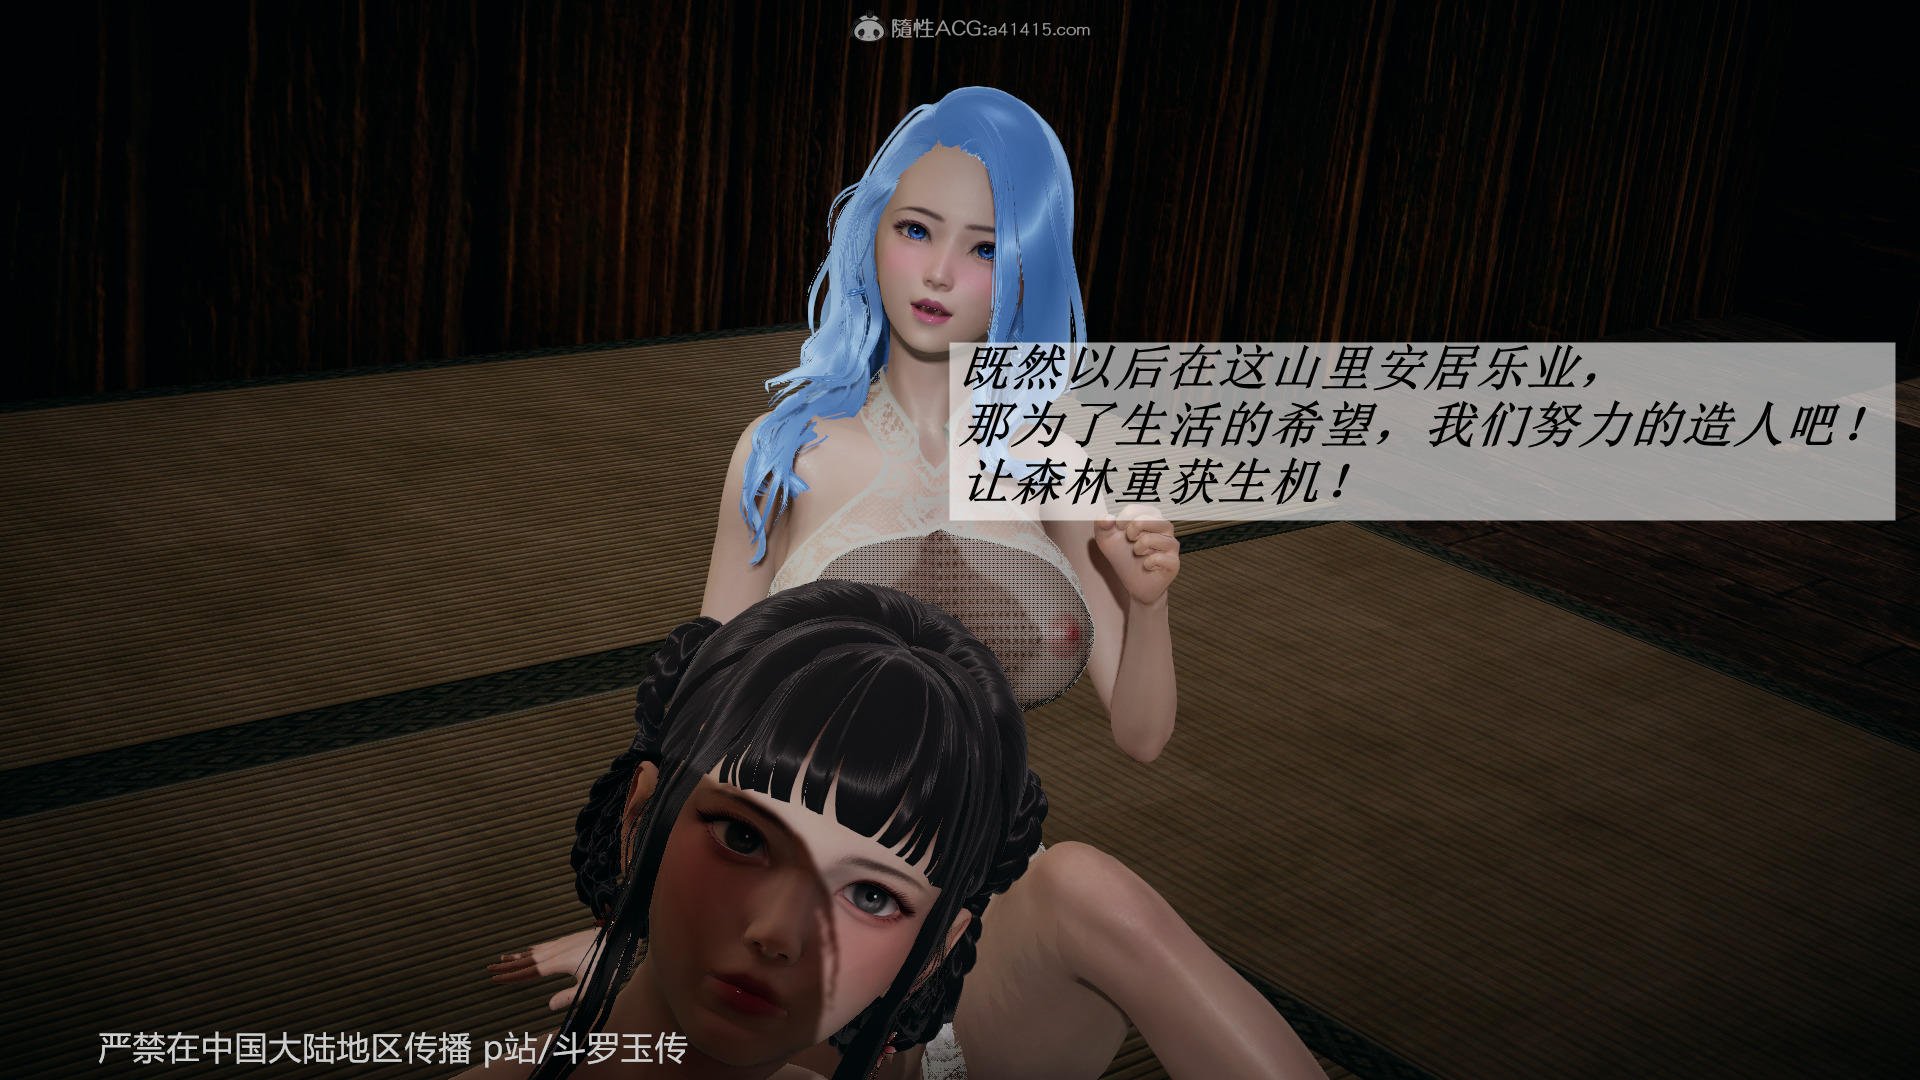 隨性ACG:a41415.com
既然以后在这山里安居乐业，
那为了生活的希望，我们努力的造人吧！
让森林重获生机！
严禁在中国大陆地区传播 p站/斗罗玉传